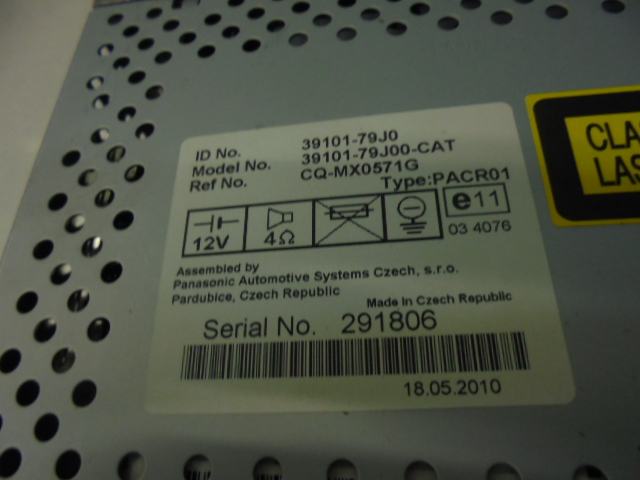 ID No. 39101-79J0
Model No. 39101-79J00-CAT
Ref No. CQ-MX0571G
Type:PACR01
12V 4Ω e11
03 4076
Assembled by
Panasonic Automotive Systems Czech, s.r.o.
Pardubice, Czech Republic
Made in Czech Republic
Serial No. 291806
18.05.2010
CLA
LAS